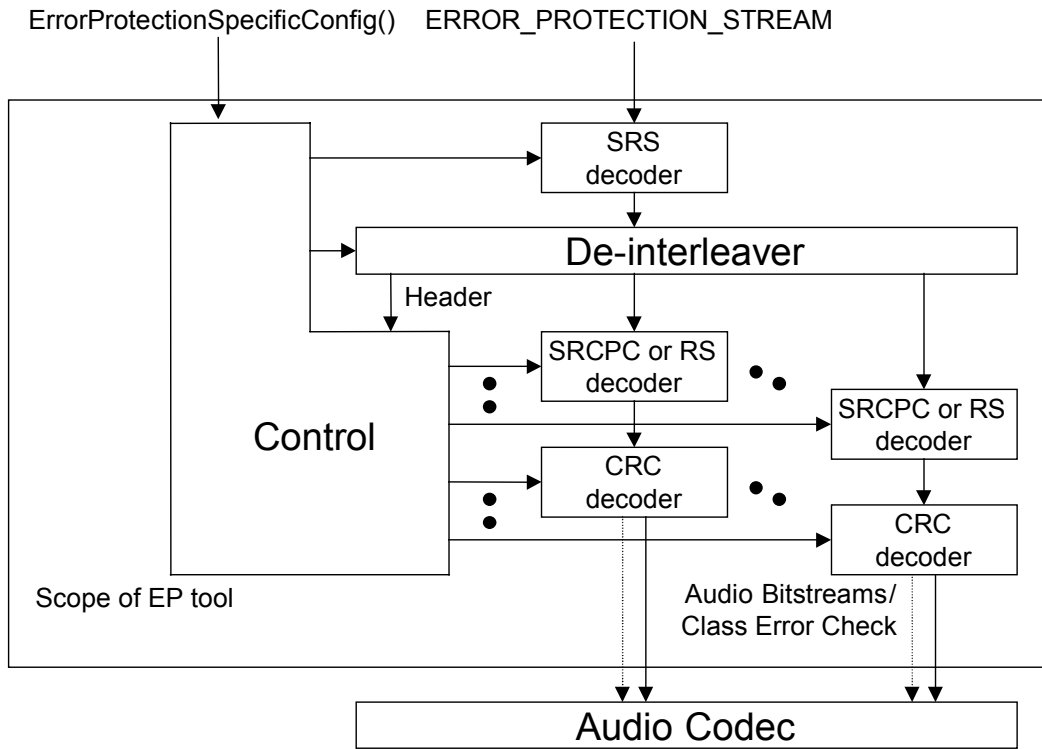 ErrorProtectionSpecificConfig()
ERROR_PROTECTION_STREAM
SRS
decoder
De-interleaver
Header
SRCPC or RS
decoder
SRCPC or RS
decoder
Control
CRC
decoder
CRC
decoder
Scope of EP tool
Audio Bitstreams/
Class Error Check
Audio Codec